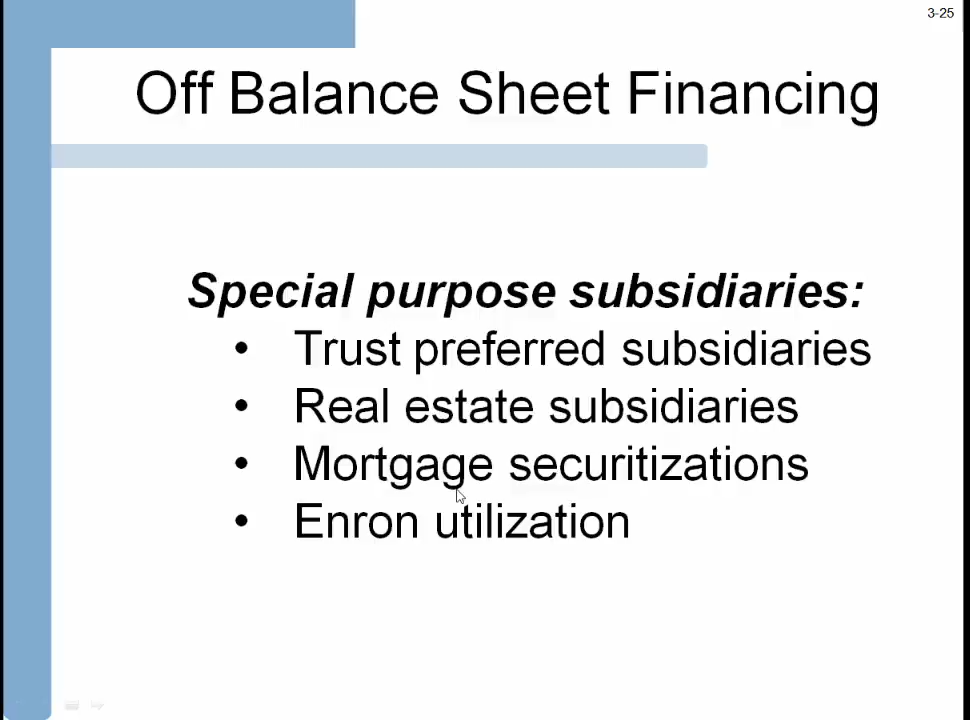 3-25
Off Balance Sheet Financing
Special purpose subsidiaries:
• Trust preferred subsidiaries
• Real estate subsidiaries
• Mortgage securitizations
• Enron utilization